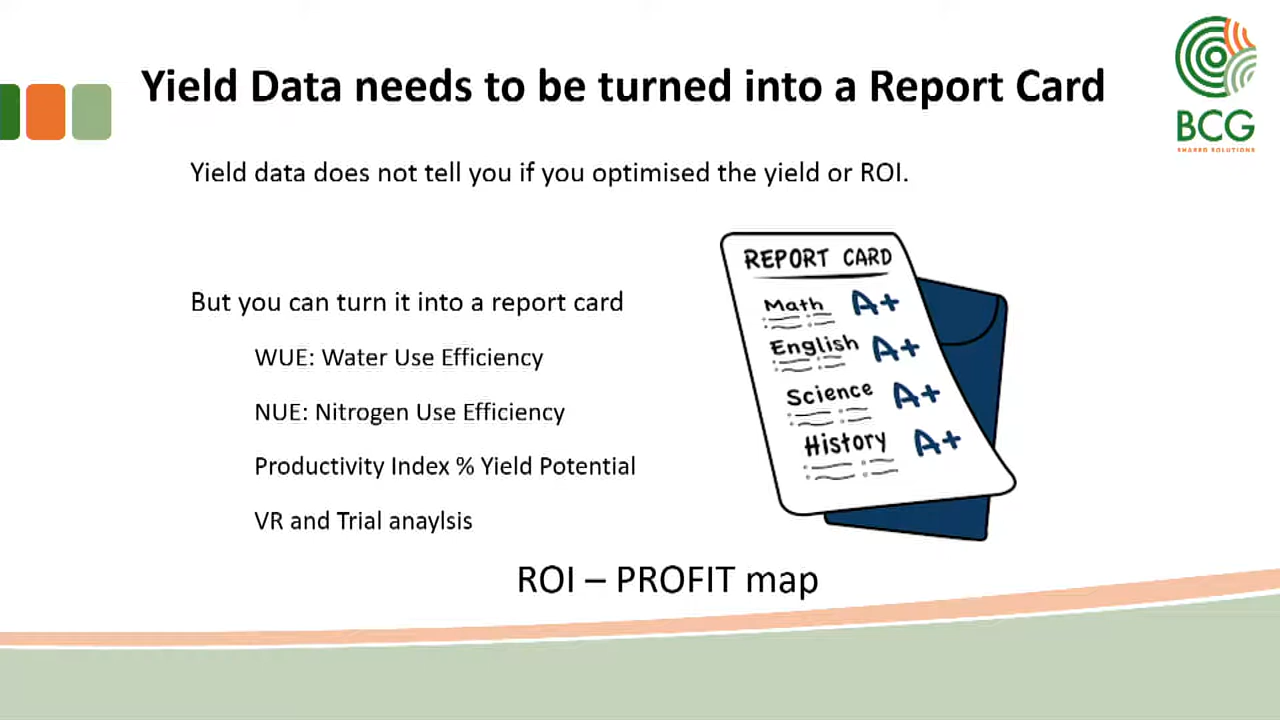 Yield Data needs to be turned into a Report Card
BCG
SHARED SOLUTIONS
Yield data does not tell you if you optimised the yield or ROI.
But you can turn it into a report card
WUE: Water Use Efficiency
NUE: Nitrogen Use Efficiency
Productivity Index % Yield Potential
VR and Trial anaylsis
REPORT CARD
Math A+
English A+
Science A+
History A+
ROI – PROFIT map